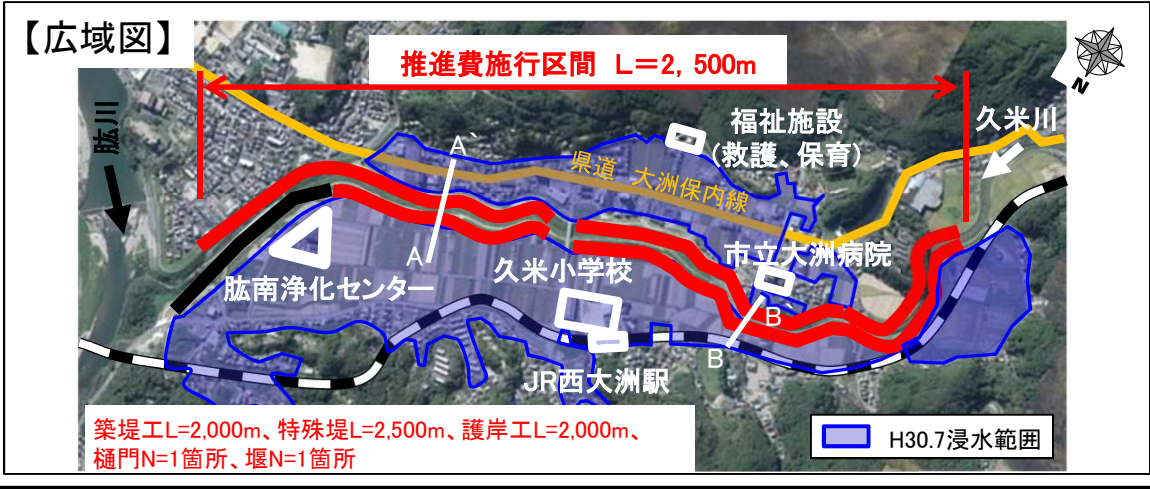 【広域図】
推進費施行区間 L=2,500m
N
肱川
久米川
福祉施設
(救護、保育)
A`
県道 大洲保内線
A
肱南浄化センター
久米小学校
市立大洲病院
B
B
JR西大洲駅
築堤工L=2,000m、特殊堤L=2,500m、護岸工L=2,000m、
樋門N=1箇所、堰N=1箇所
H30.7浸水範囲